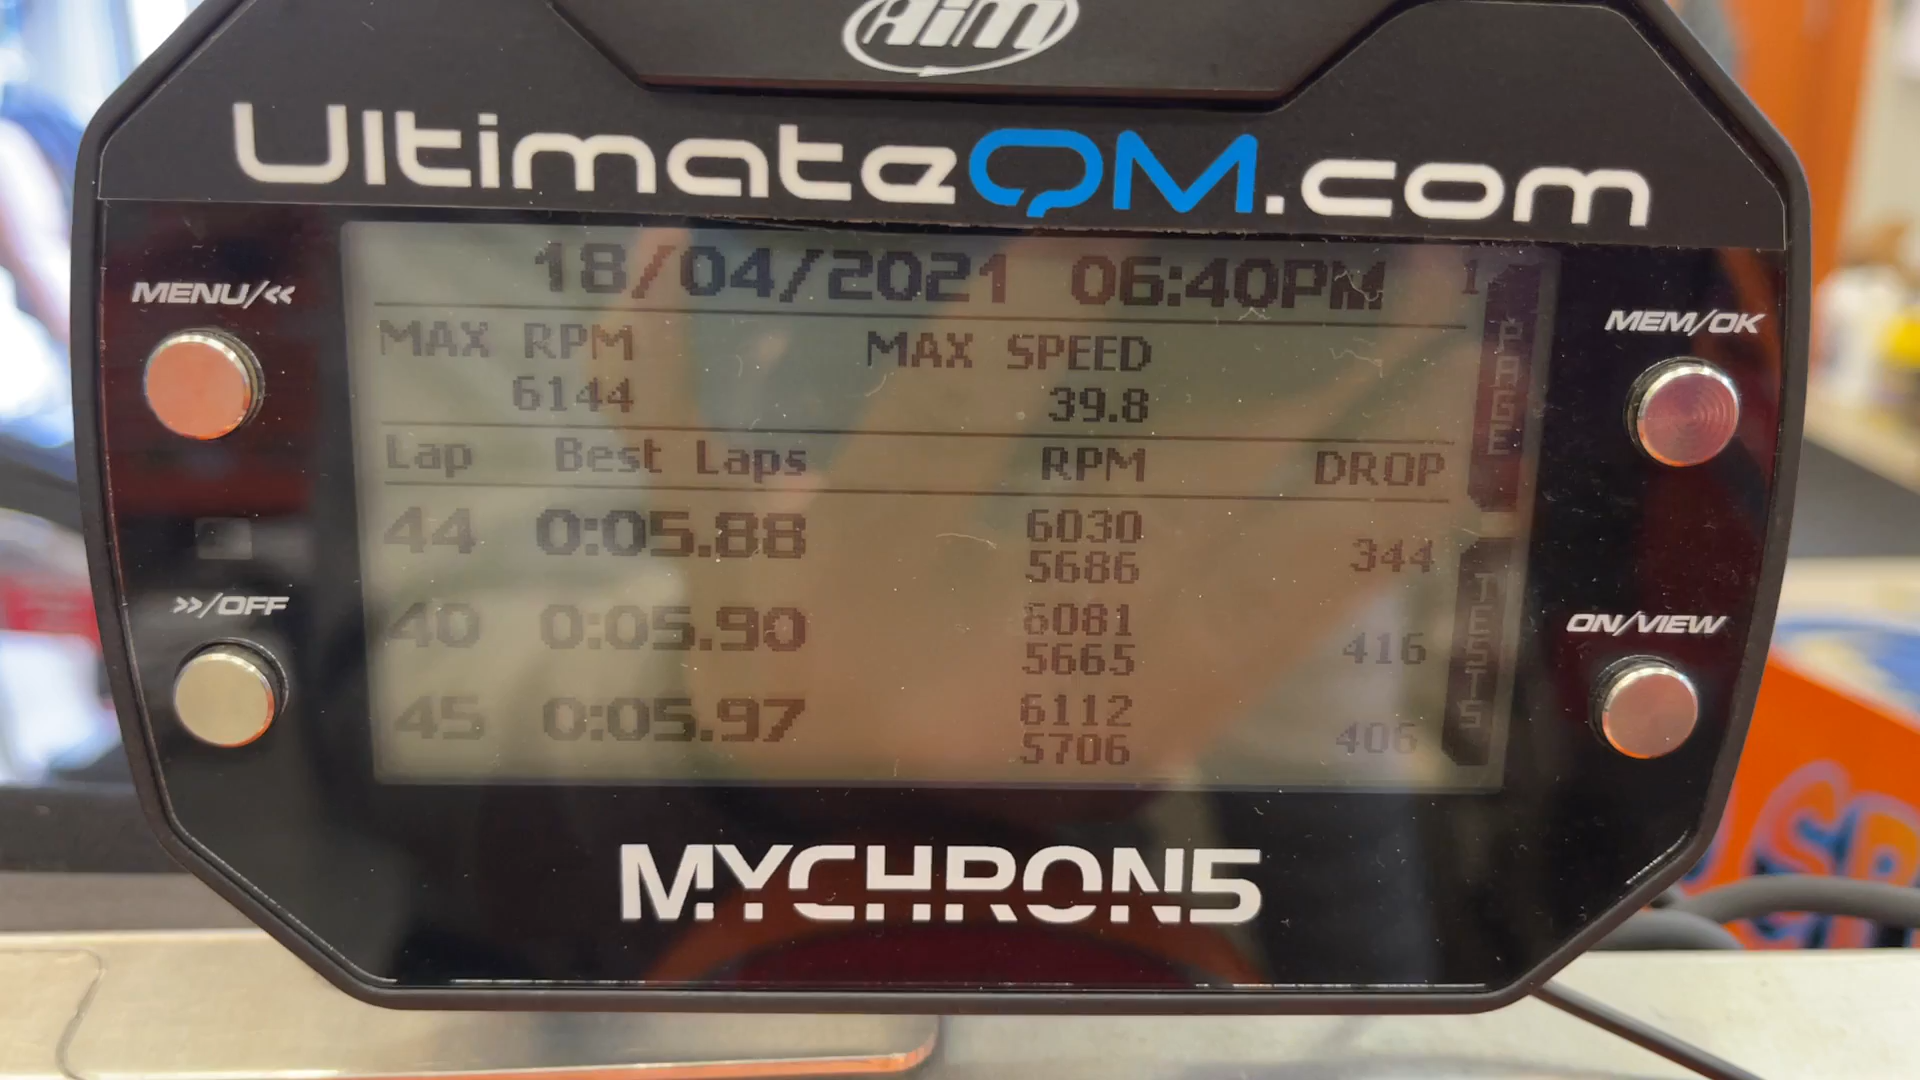 AiM
UltimateQM.com
MENU/<<
MEM/OK
>>/OFF
ON/VIEW
18/04/2021 06:40PM 1
MAX RPM MAX SPEED
6144 39.8
Lap Best Laps RPM DROP
44 0:05.88 6030 344
5686
40 0:05.90 6081 416
5665
45 0:05.97 6112 406
5706
PAGE
TESTS
MYCHRON5